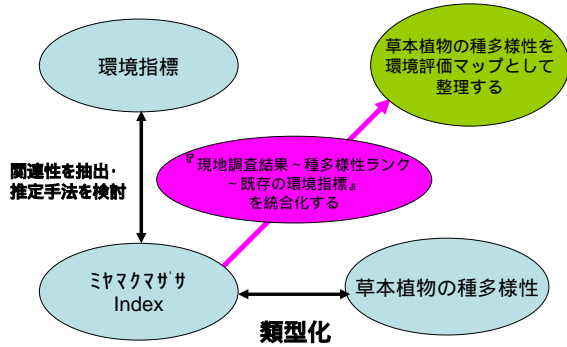 環境指標
草本植物の種多様性を
環境評価マップとして
整理する
関連性を抽出・
推定手法を検討
『現地調査結果~種多様性ランク
~既存の環境指標』
を統合化する
ミヤマクマザサ
Index
草本植物の種多様性
類型化